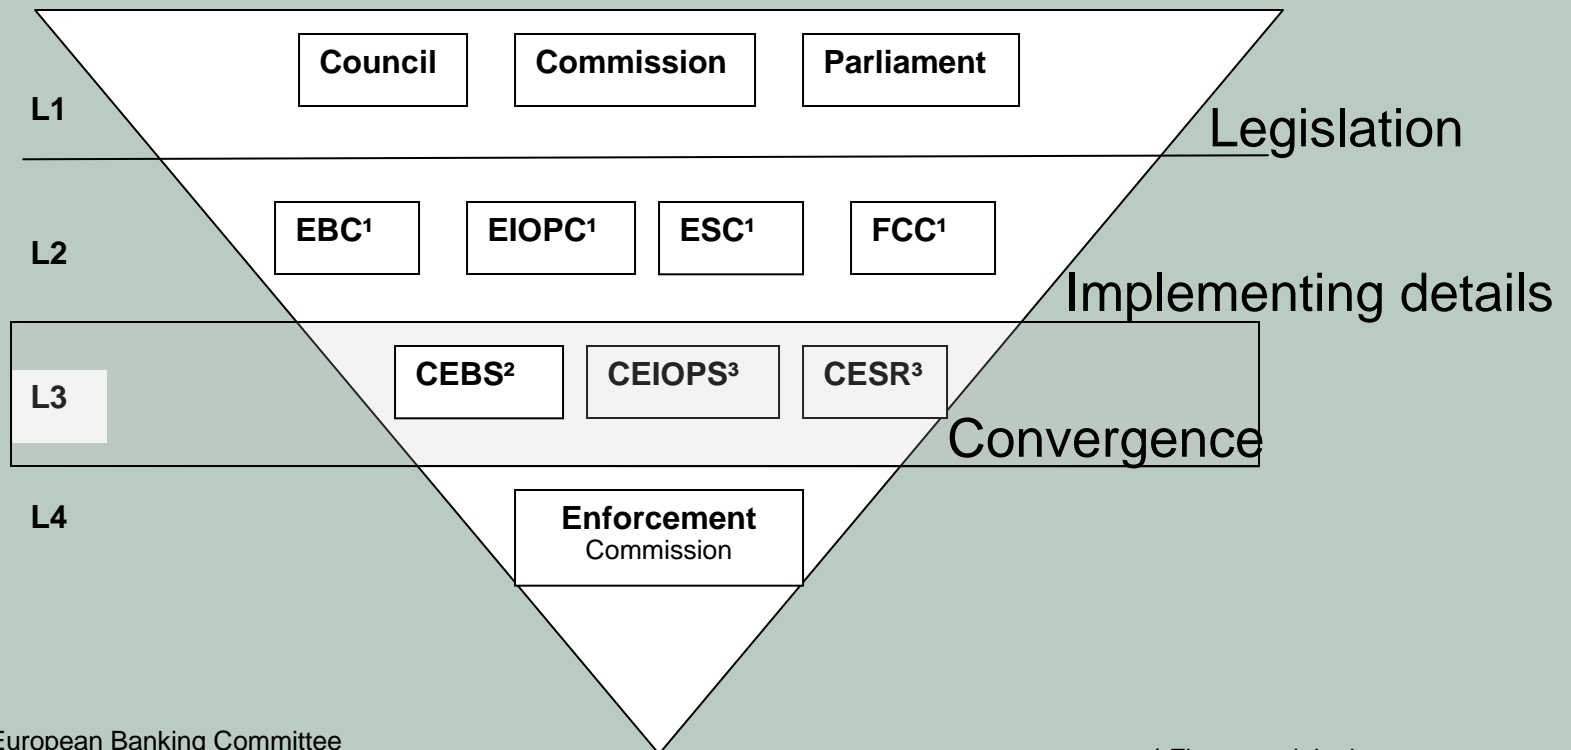 Council Commission Parliament
L1
Legislation
EBC¹ EIOPC¹ ESC¹ FCC¹
L2
Implementing details
CEBS² CEIOPS³ CESR³
L3
Convergence
L4
Enforcement
Commission
European Banking Committee